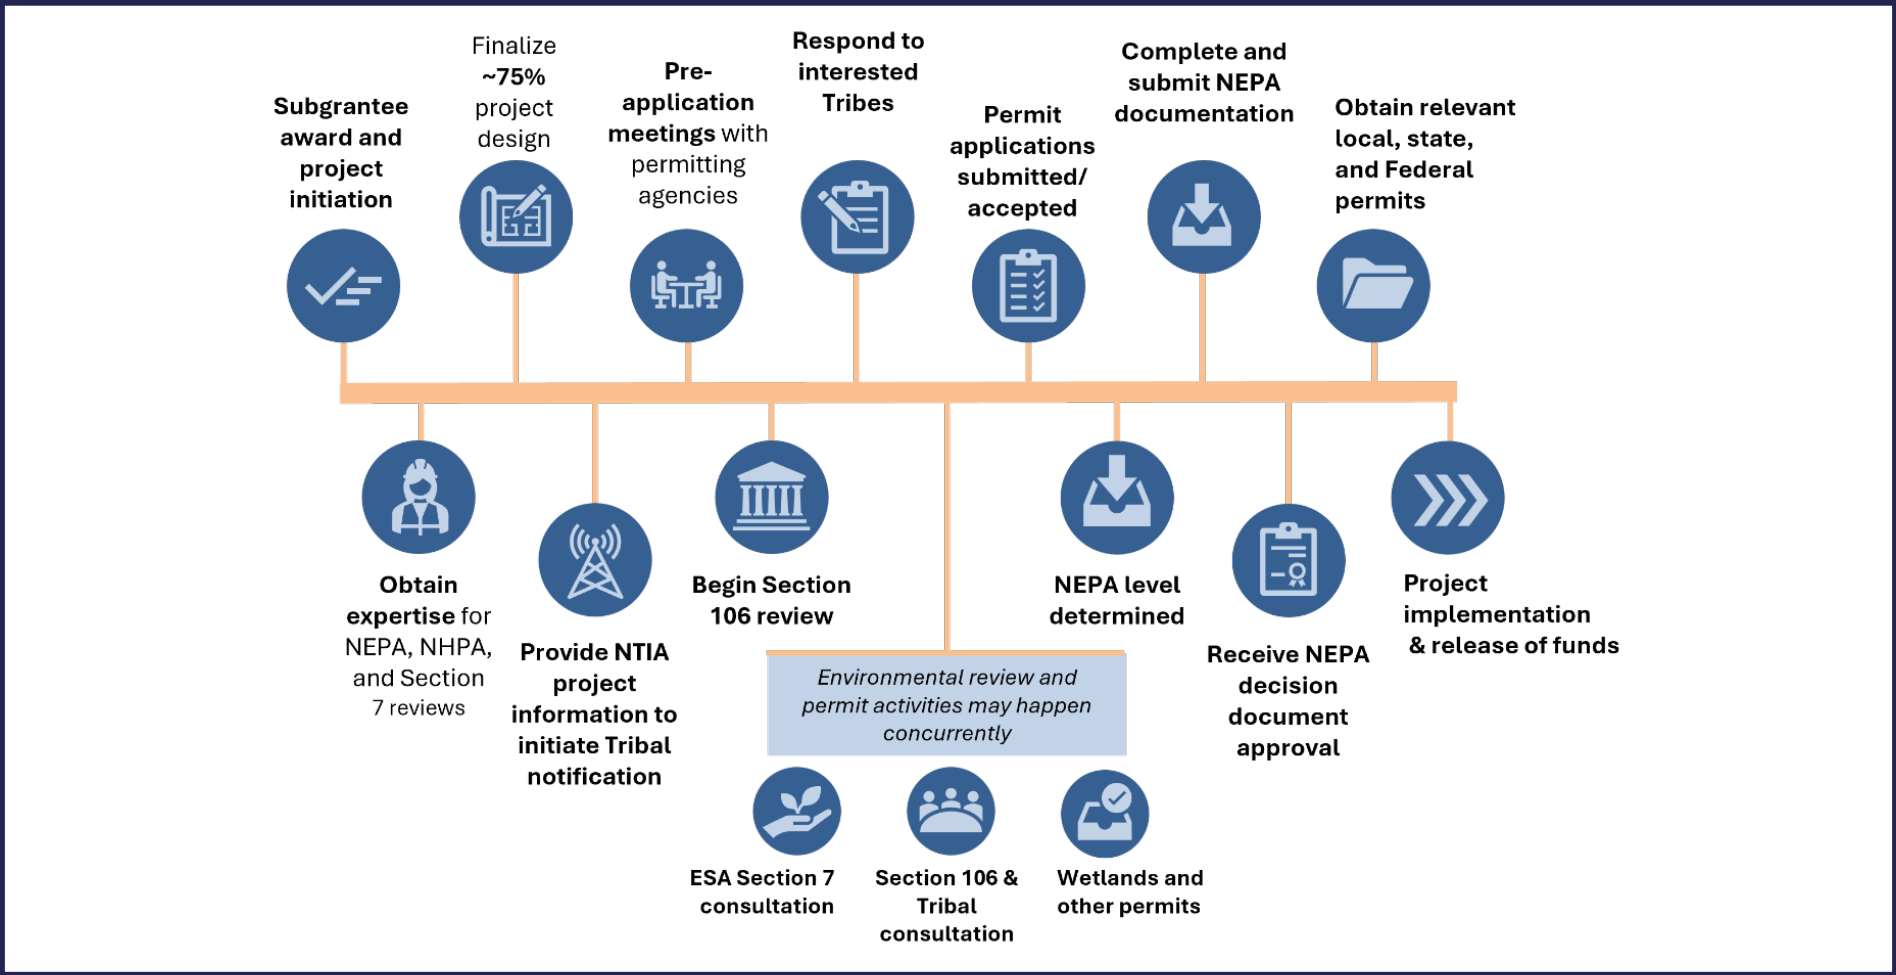 Subgrantee
award and
project
initiation
Finalize
~75%
project
design
Pre-
application
meetings with
permitting
agencies
Respond to
interested
Tribes
Permit
applications
submitted/
accepted
Complete and
submit NEPA
documentation
Obtain relevant
local, state,
and Federal
permits
Obtain
expertise for
NEPA, NHPA,
and Section
7 reviews
Provide NTIA
project
information to
initiate Tribal
notification
Begin Section
106 review
Environmental review and
permit activities may happen
concurrently
ESA Section 7
consultation
Section 106 &
Tribal
consultation
Wetlands and
other permits
NEPA level
determined
Receive NEPA
decision
document
approval
Project
implementation
& release of funds